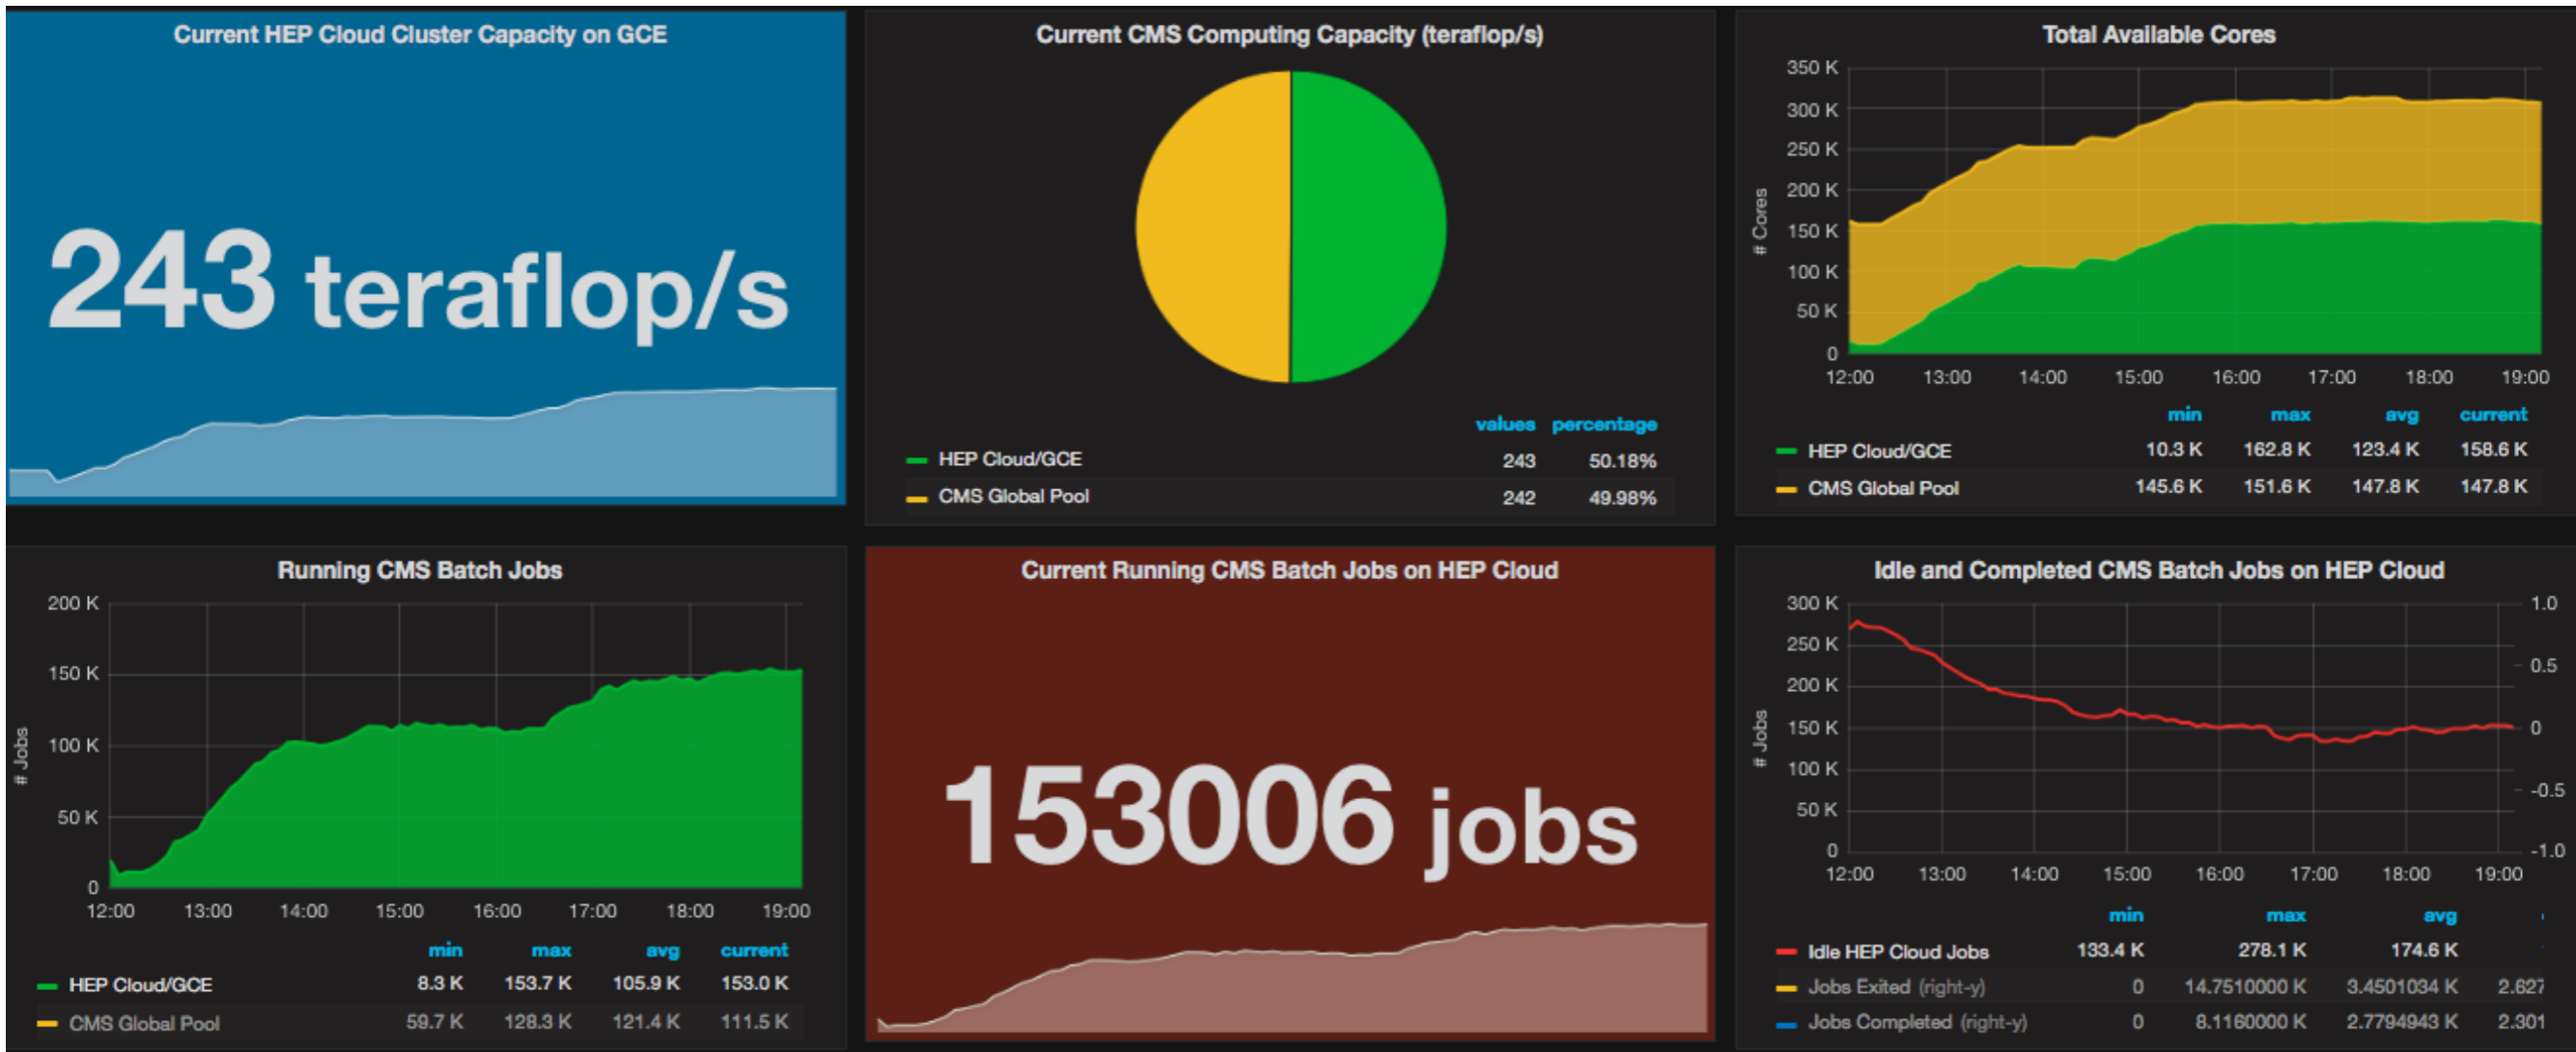 Current HEP Cloud Cluster Capacity on GCE
243 teraflop/s
Current CMS Computing Capacity (teraflop/s)
values percentage
HEP Cloud/GCE 243 50.18%
CMS Global Pool 242 49.98%
Total Available Cores
350 K
300 K
250 K
200 K
150 K
100 K
50 K
0
# Cores
12:00 13:00 14:00 15:00 16:00 17:00 18:00 19:00
min max avg current
HEP Cloud/GCE 10.3 K 162.8 K 123.4 K 158.6 K
CMS Global Pool 145.6 K 151.6 K 147.8 K 147.8 K
Running CMS Batch Jobs
200 K
150 K
100 K
50 K
0
# Jobs
12:00 13:00 14:00 15:00 16:00 17:00 18:00 19:00
min max avg current
HEP Cloud/GCE 8.3 K 153.7 K 105.9 K 153.0 K
CMS Global Pool 59.7 K 128.3 K 121.4 K 111.5 K
Current Running CMS Batch Jobs on HEP Cloud
153006 jobs
Idle and Completed CMS Batch Jobs on HEP Cloud
300 K 1.0
250 K
0.5
200 K
150 K 0
100 K
-0.5
50 K
0 -1.0
# Jobs
12:00 13:00 14:00 15:00 16:00 17:00 18:00 19:00
min max avg
Idle HEP Cloud Jobs 133.4 K 278.1 K 174.6 K
Jobs Exited (right-y) 0 14.7510000 K 3.4501034 K 2.627
Jobs Completed (right-y) 0 8.1160000 K 2.7794943 K 2.301